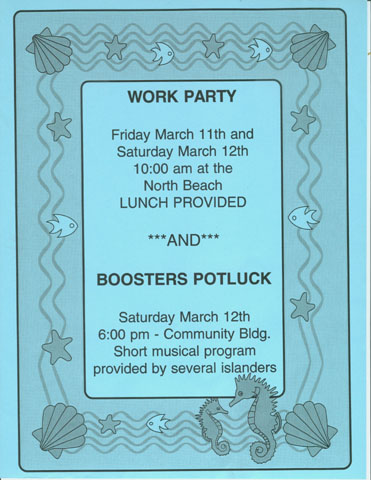 WORK PARTY
Friday March 11th and
Saturday March 12th
10:00 am at the
North Beach
LUNCH PROVIDED
***AND***
BOOSTERS POTLUCK
Saturday March 12th
6:00 pm - Community Bldg.
Short musical program
provided by several islanders